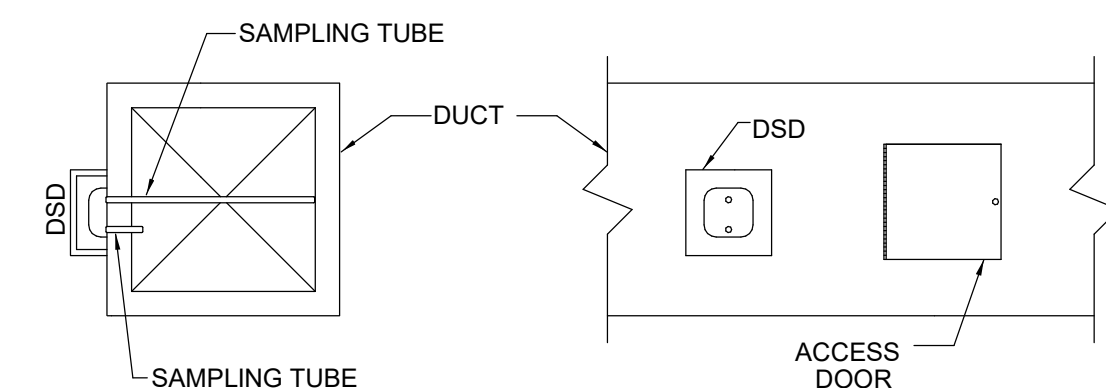 SAMPLING TUBE
DUCT
DSD
DSD
SAMPLING TUBE
ACCESS
DOOR